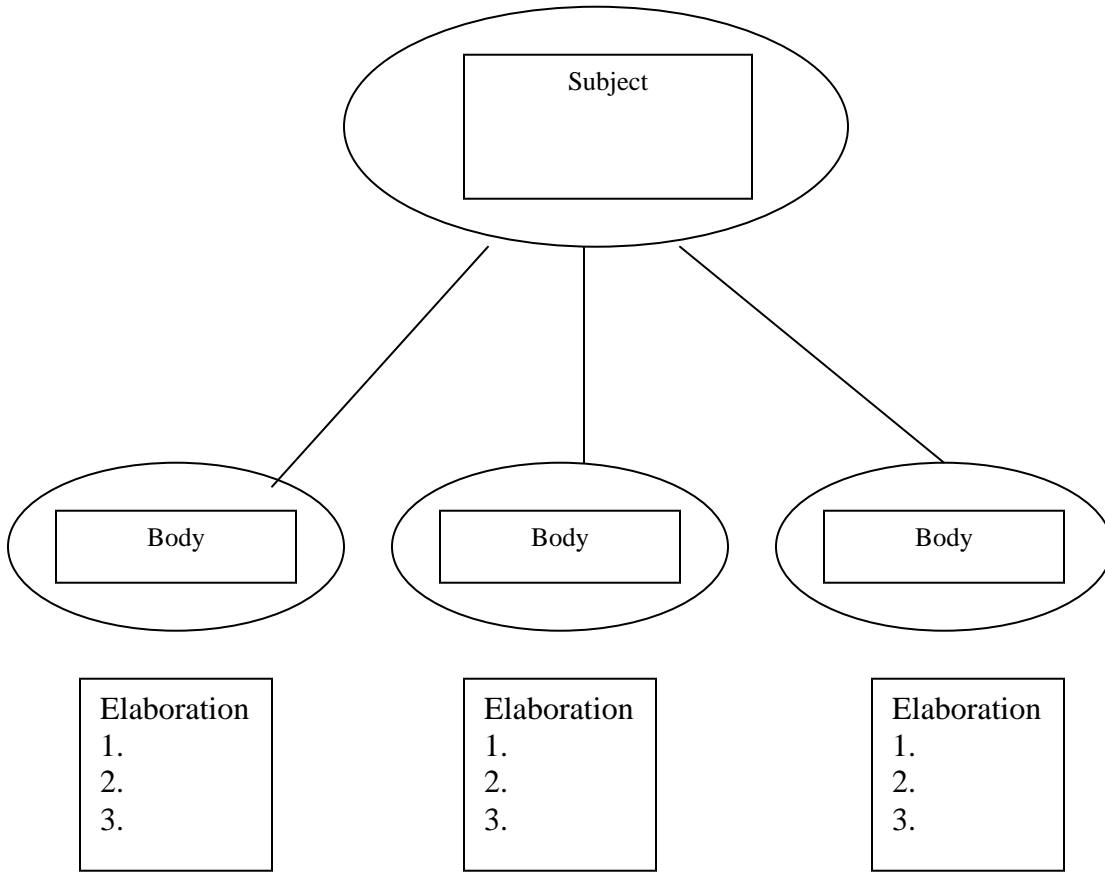 Subject
Body
Body
Body
Elaboration
1.
2.
3.
Elaboration
1.
2.
3.
Elaboration
1.
2.
3.